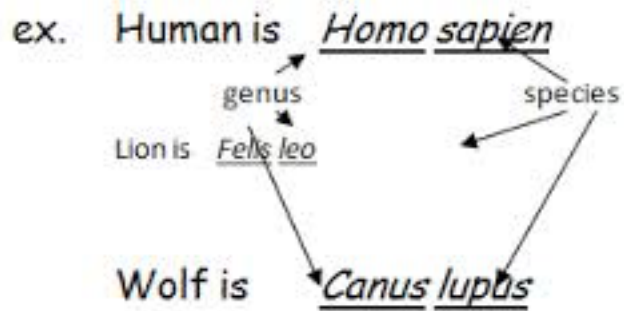 ex. Human is Homo sapien
genus species
Lion is Felis leo
Wolf is Canus lupus